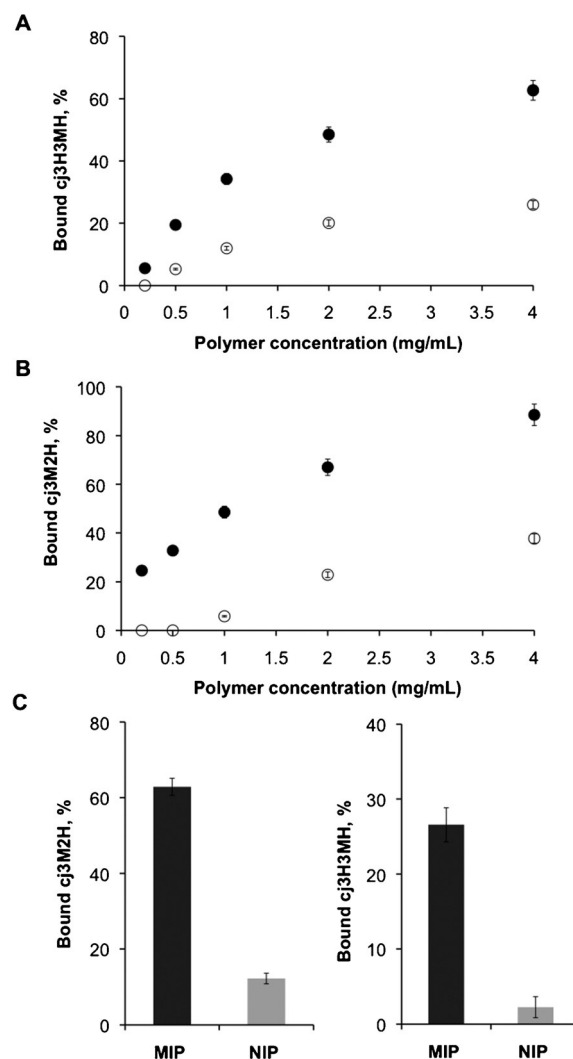 A
80
60
40
20
0
Bound cj3H3MH, %
0 0.5 1 1.5 2 2.5 3 3.5 4
Polymer concentration (mg/mL)
B
100
80
60
40
20
0
Bound cj3M2H, %
0 0.5 1 1.5 2 2.5 3 3.5 4
Polymer concentration (mg/mL)
C
80
60
40
20
0
Bound cj3M2H, %
MIP NIP
40
30
20
10
0
Bound cj3H3MH, %
MIP NIP